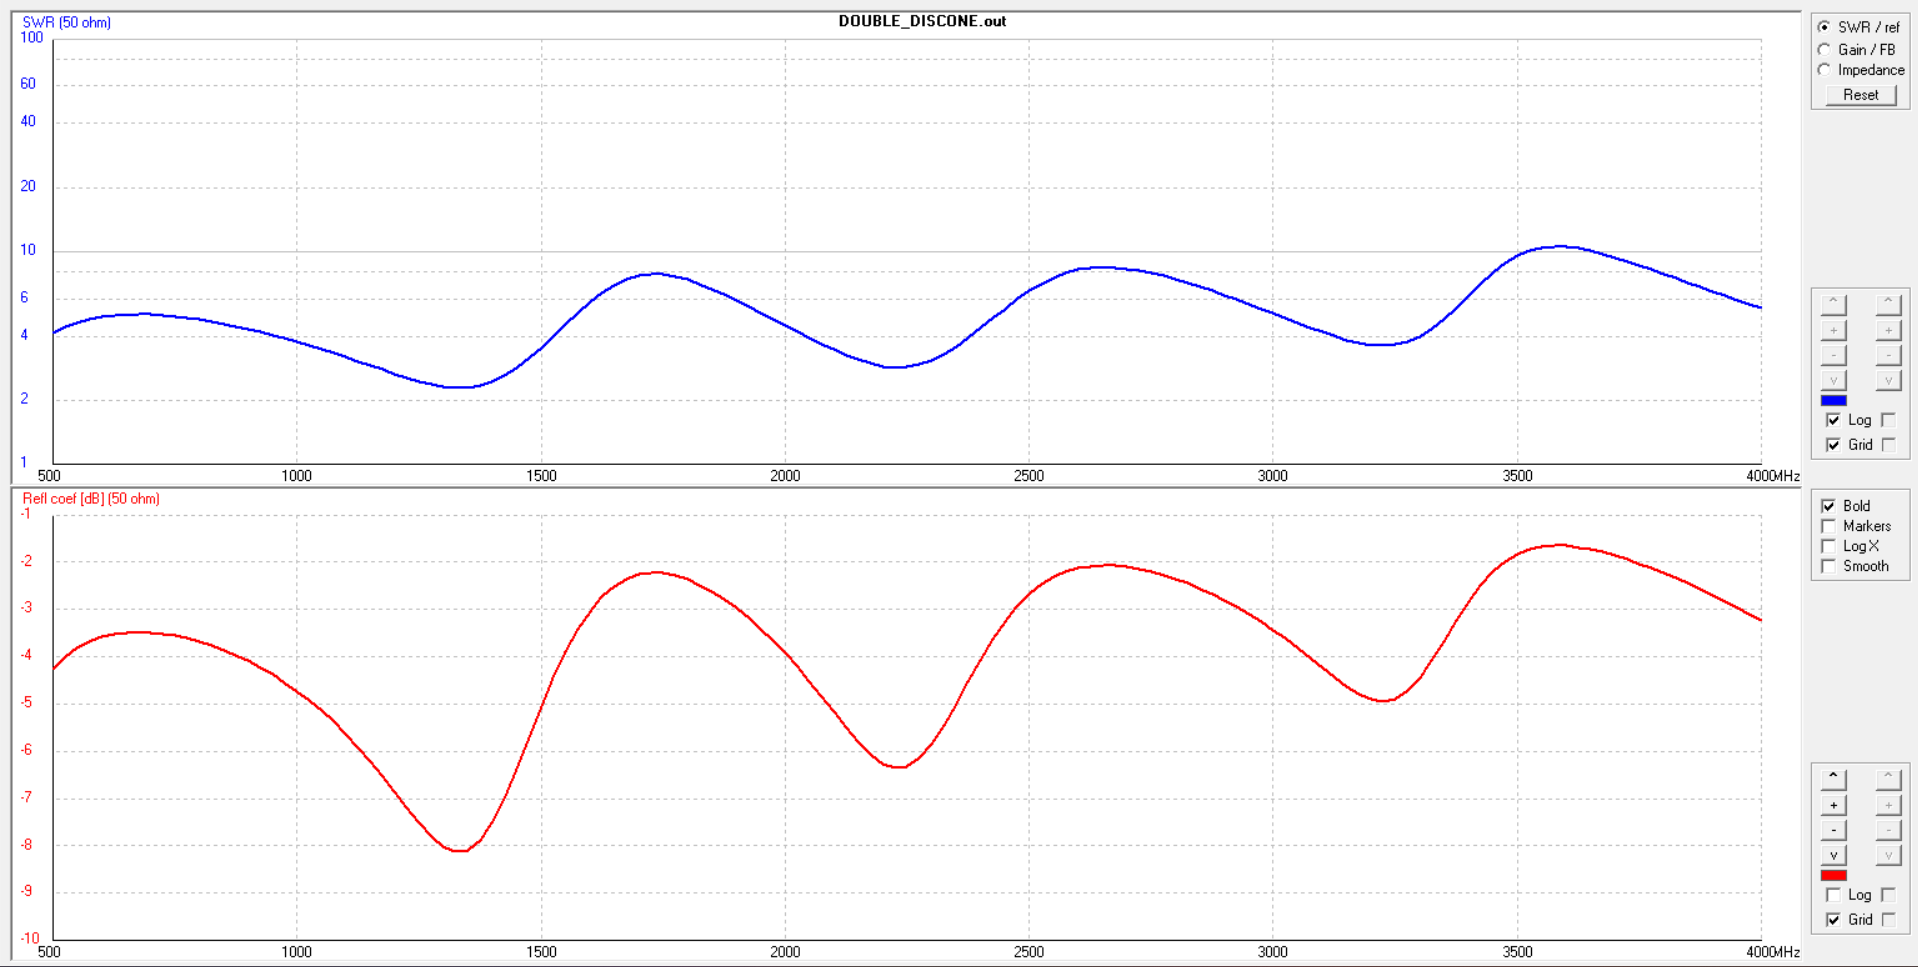 DOUBLE_DISCONE.out
SWR (50 ohm)
100
60
40
20
10
6
4
2
1
500 1000 1500 2000 2500 3000 3500 4000MHz
Refl coef [dB] (50 ohm)
-1
-2
-3
-4
-5
-6
-7
-8
-9
-10
500 1000 1500 2000 2500 3000 3500 4000MHz
SWR / ref
Gain / FB
Impedance
Reset
^ ^
+ +
- -
v v
Log
Grid
Bold
Markers
Log X
Smooth
^ ^
+ +
- -
v v
Log
Grid